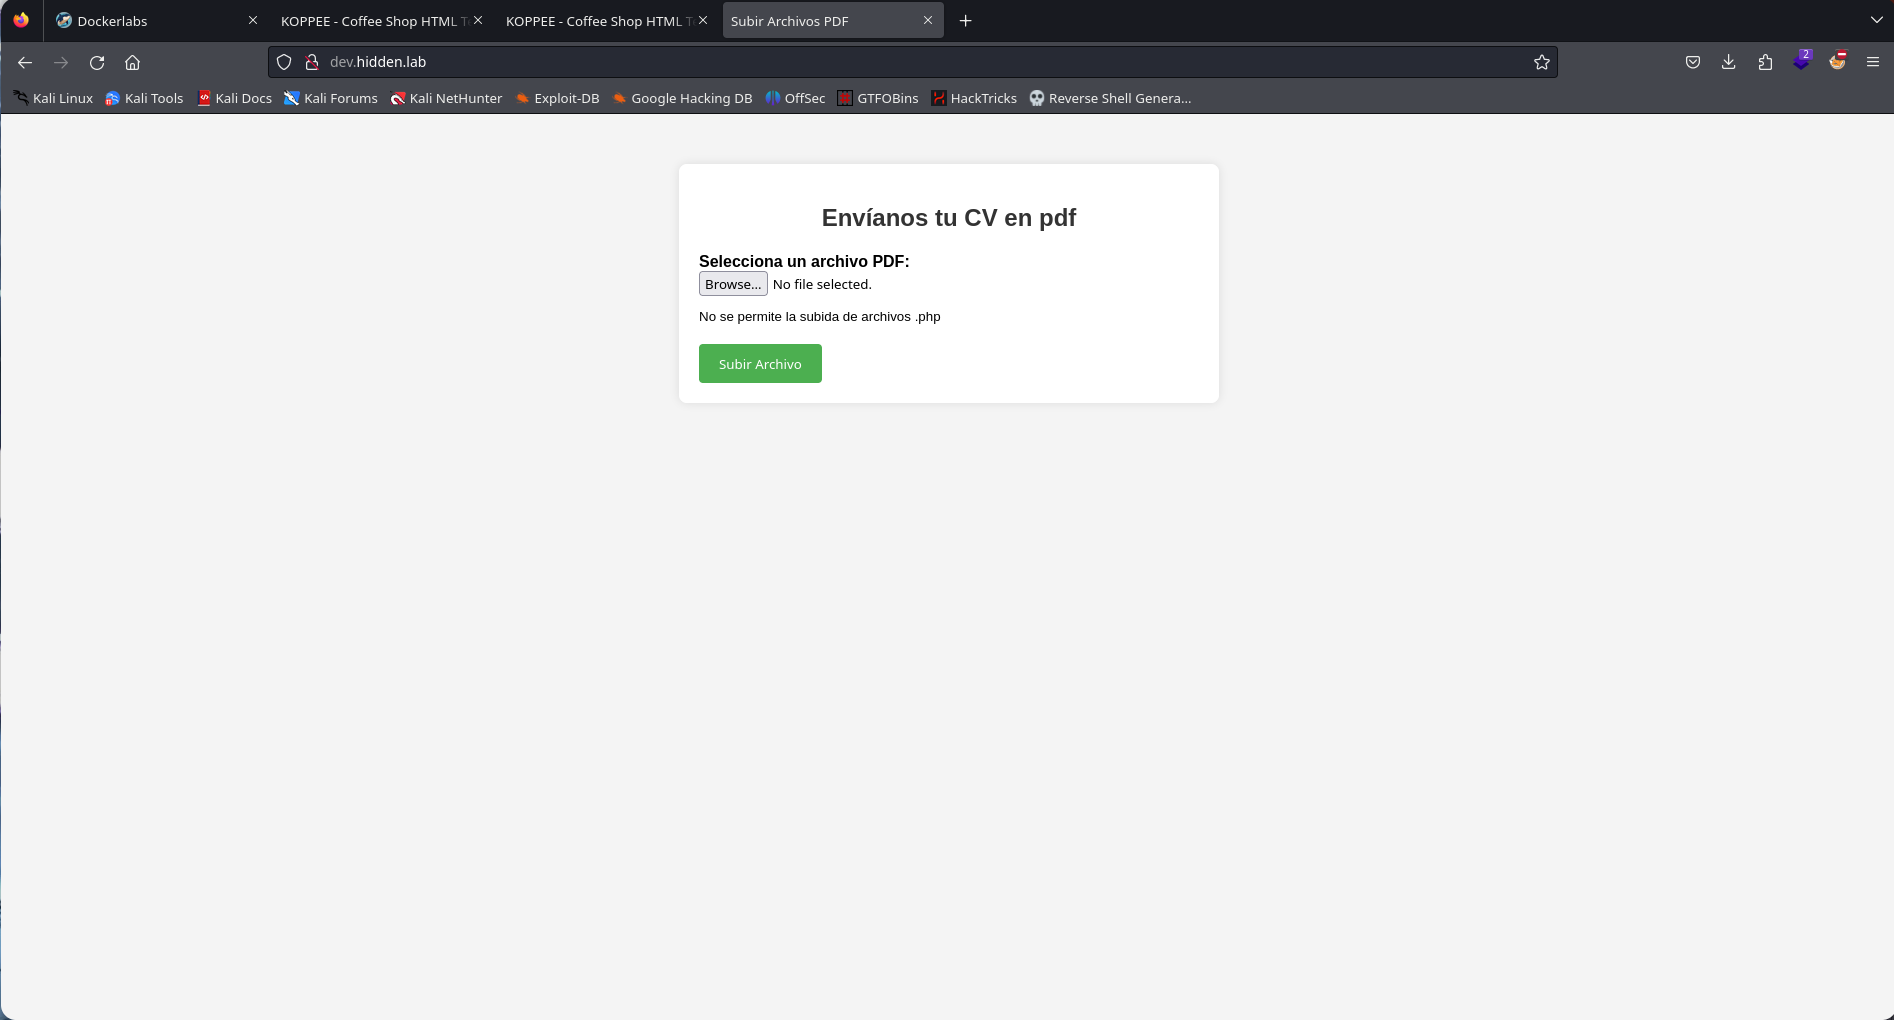 Dockerlabs
KOPPEE - Coffee Shop HTML T
KOPPEE - Coffee Shop HTML T
Subir Archivos PDF
dev.hidden.lab
2
Kali Linux
Kali Tools
Kali Docs
Kali Forums
Kali NetHunter
Exploit-DB
Google Hacking DB
OffSec
GTFOBins
HackTricks
Reverse Shell Genera...
Envíanos tu CV en pdf
Selecciona un archivo PDF:
Browse... No file selected.
No se permite la subida de archivos .php
Subir Archivo